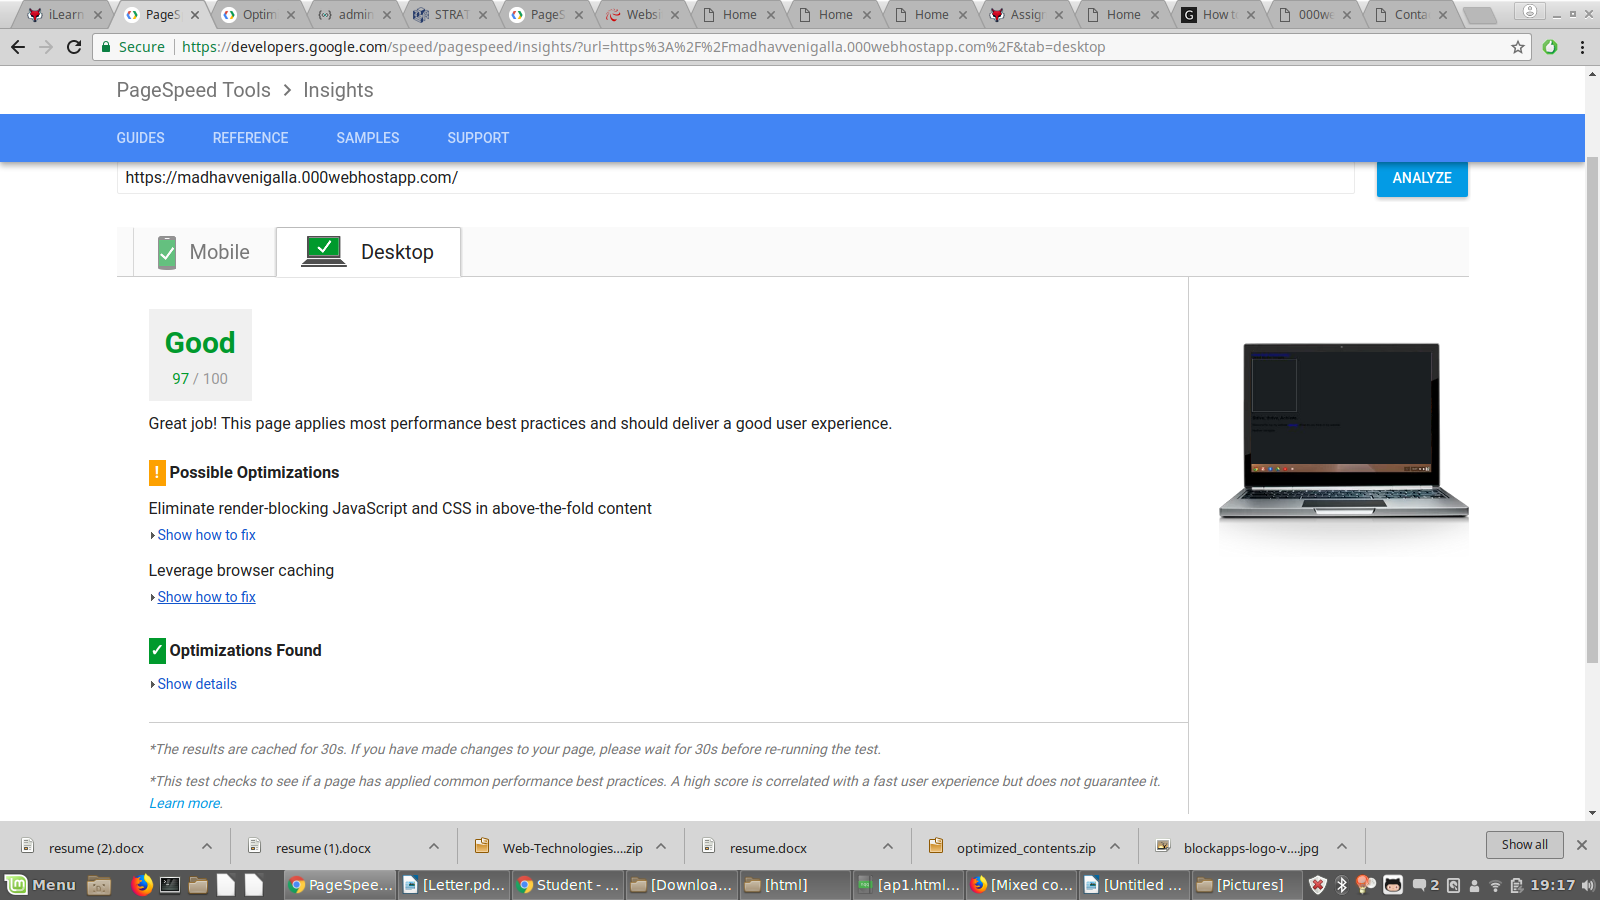 iLearn
PageS
Optim
admin
STRAT
PageS
Websi
Home
Home
Home
Assign
Home
How t
000we
Conta
Secure
https://developers.google.com/speed/pagespeed/insights/?url=https%3A%2F%2Fmadhavvenigalla.000webhostapp.com%2F&tab=desktop
PageSpeed Tools > Insights
GUIDES REFERENCE SAMPLES SUPPORT
https://madhavvenigalla.000webhostapp.com/
ANALYZE
Mobile
Desktop
Good
97 / 100
Great job! This page applies most performance best practices and should deliver a good user experience.
! Possible Optimizations
Eliminate render-blocking JavaScript and CSS in above-the-fold content
Show how to fix
Leverage browser caching
Show how to fix
Optimizations Found
Show details
*The results are cached for 30s. If you have made changes to your page, please wait for 30s before re-running the test.
*This test checks to see if a page has applied common performance best practices. A high score is correlated with a fast user experience but does not guarantee it.
Learn more.
resume (2).docx
resume (1).docx
Web-Technologies....zip
resume.docx
optimized_contents.zip
blockapps-logo-v....jpg
Show all
Menu
PageSpee...
[Letter.pd...
Student - ...
[Downloa...
[html]
[ap1.html...
[Mixed co...
[Untitled ...
[Pictures]
2
19:17